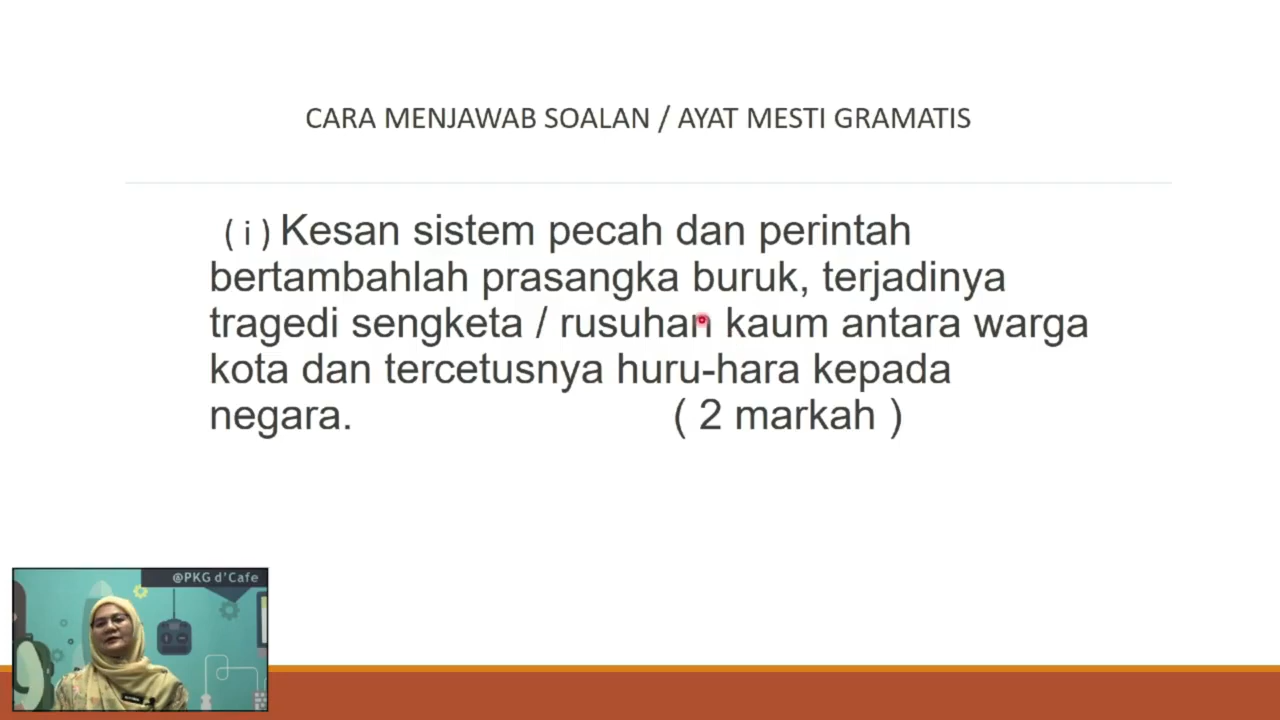 CARA MENJAWAB SOALAN / AYAT MESTI GRAMATIS
( i ) Kesan sistem pecah dan perintah
bertambahlah prasangka buruk, terjadinya
tragedi sengketa / rusuhan kaum antara warga
kota dan tercetusnya huru-hara kepada
negara. ( 2 markah )
@PKG d'Cafe